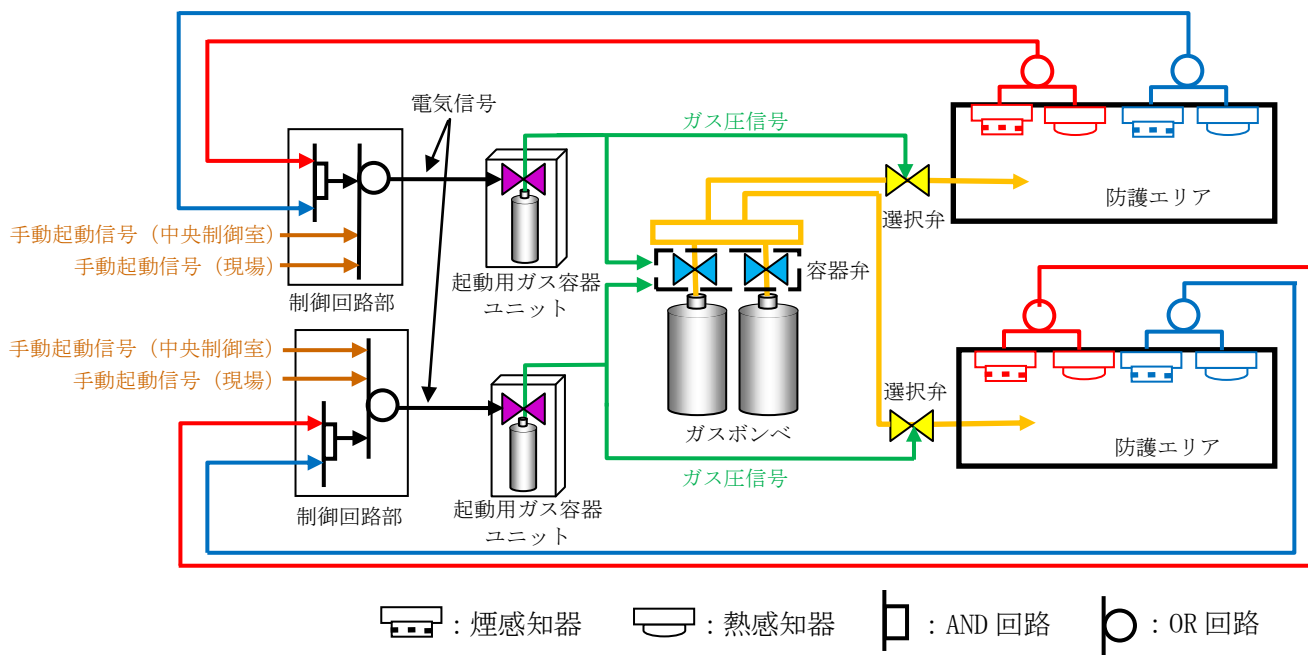 電気信号
ガス圧信号
防護エリア
選択弁
手動起動信号（中央制御室）
手動起動信号（現場）
制御回路部
起動用ガス容器
ユニット
容器弁
手動起動信号（中央制御室）
手動起動信号（現場）
制御回路部
起動用ガス容器
ユニット
ガスボンベ
選択弁
防護エリア
ガス圧信号
：煙感知器
：熱感知器
：AND 回路
：OR 回路